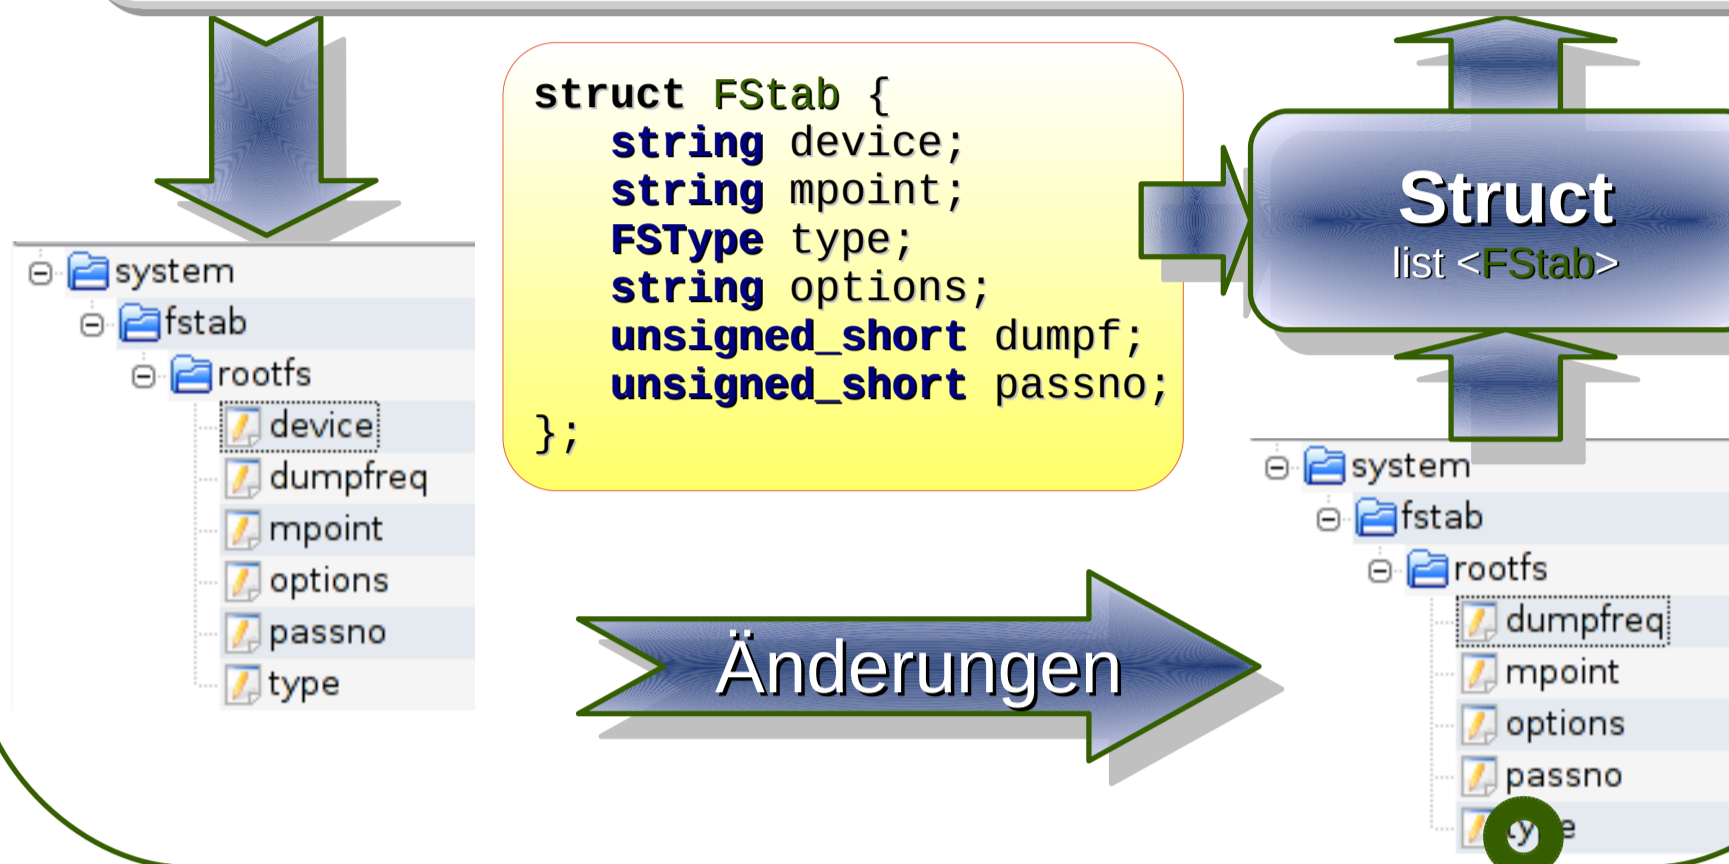 struct FStab {
string device;
string mpoint;
FSType type;
string options;
unsigned_short dumpf;
unsigned_short passno;
};
Struct
list <FStab>
system
fstab
rootfs
device
dumpfreq
mpoint
options
passno
type
Änderungen
system
fstab
rootfs
dumpfreq
mpoint
options
passno